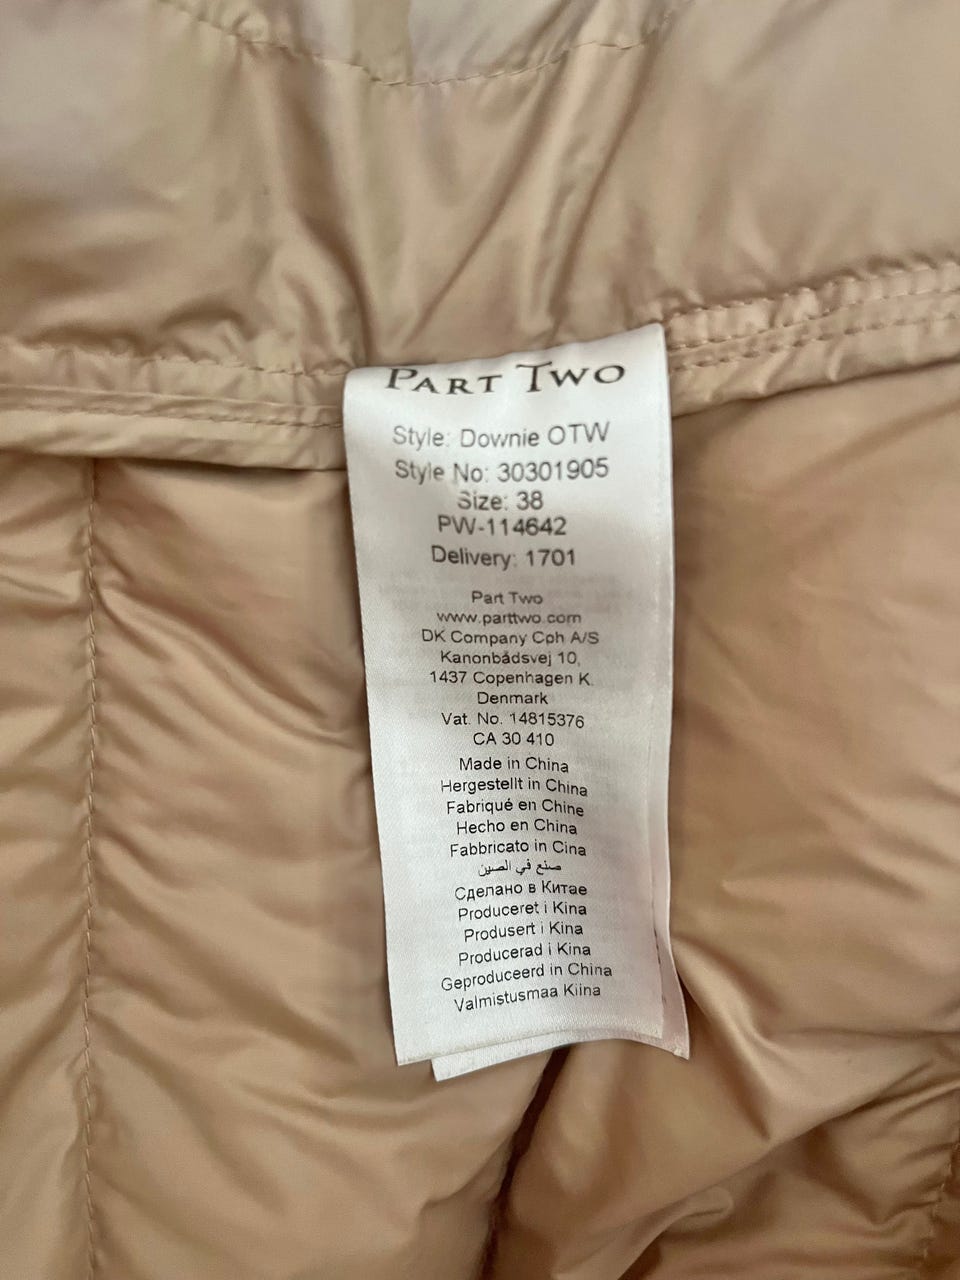 PART TWO
Style: Downie OTW
Style No: 30301905
Size: 38
PW-114642
Delivery: 1701
Part Two
www.parttwo.com
DK Company Cph A/S
Kanonbådsvej 10,
1437 Copenhagen K.
Denmark
Vat. No. 14815376
CA 30 410
Made in China
Hergestellt in China
Fabriqué en Chine
Hecho en China
Fabbricato in Cina
صنع في الصين
Сделано в Китае
Produceret i Kina
Produsert i Kina
Producerad i Kina
Geproduceerd in China
Valmistusmaa Kiina